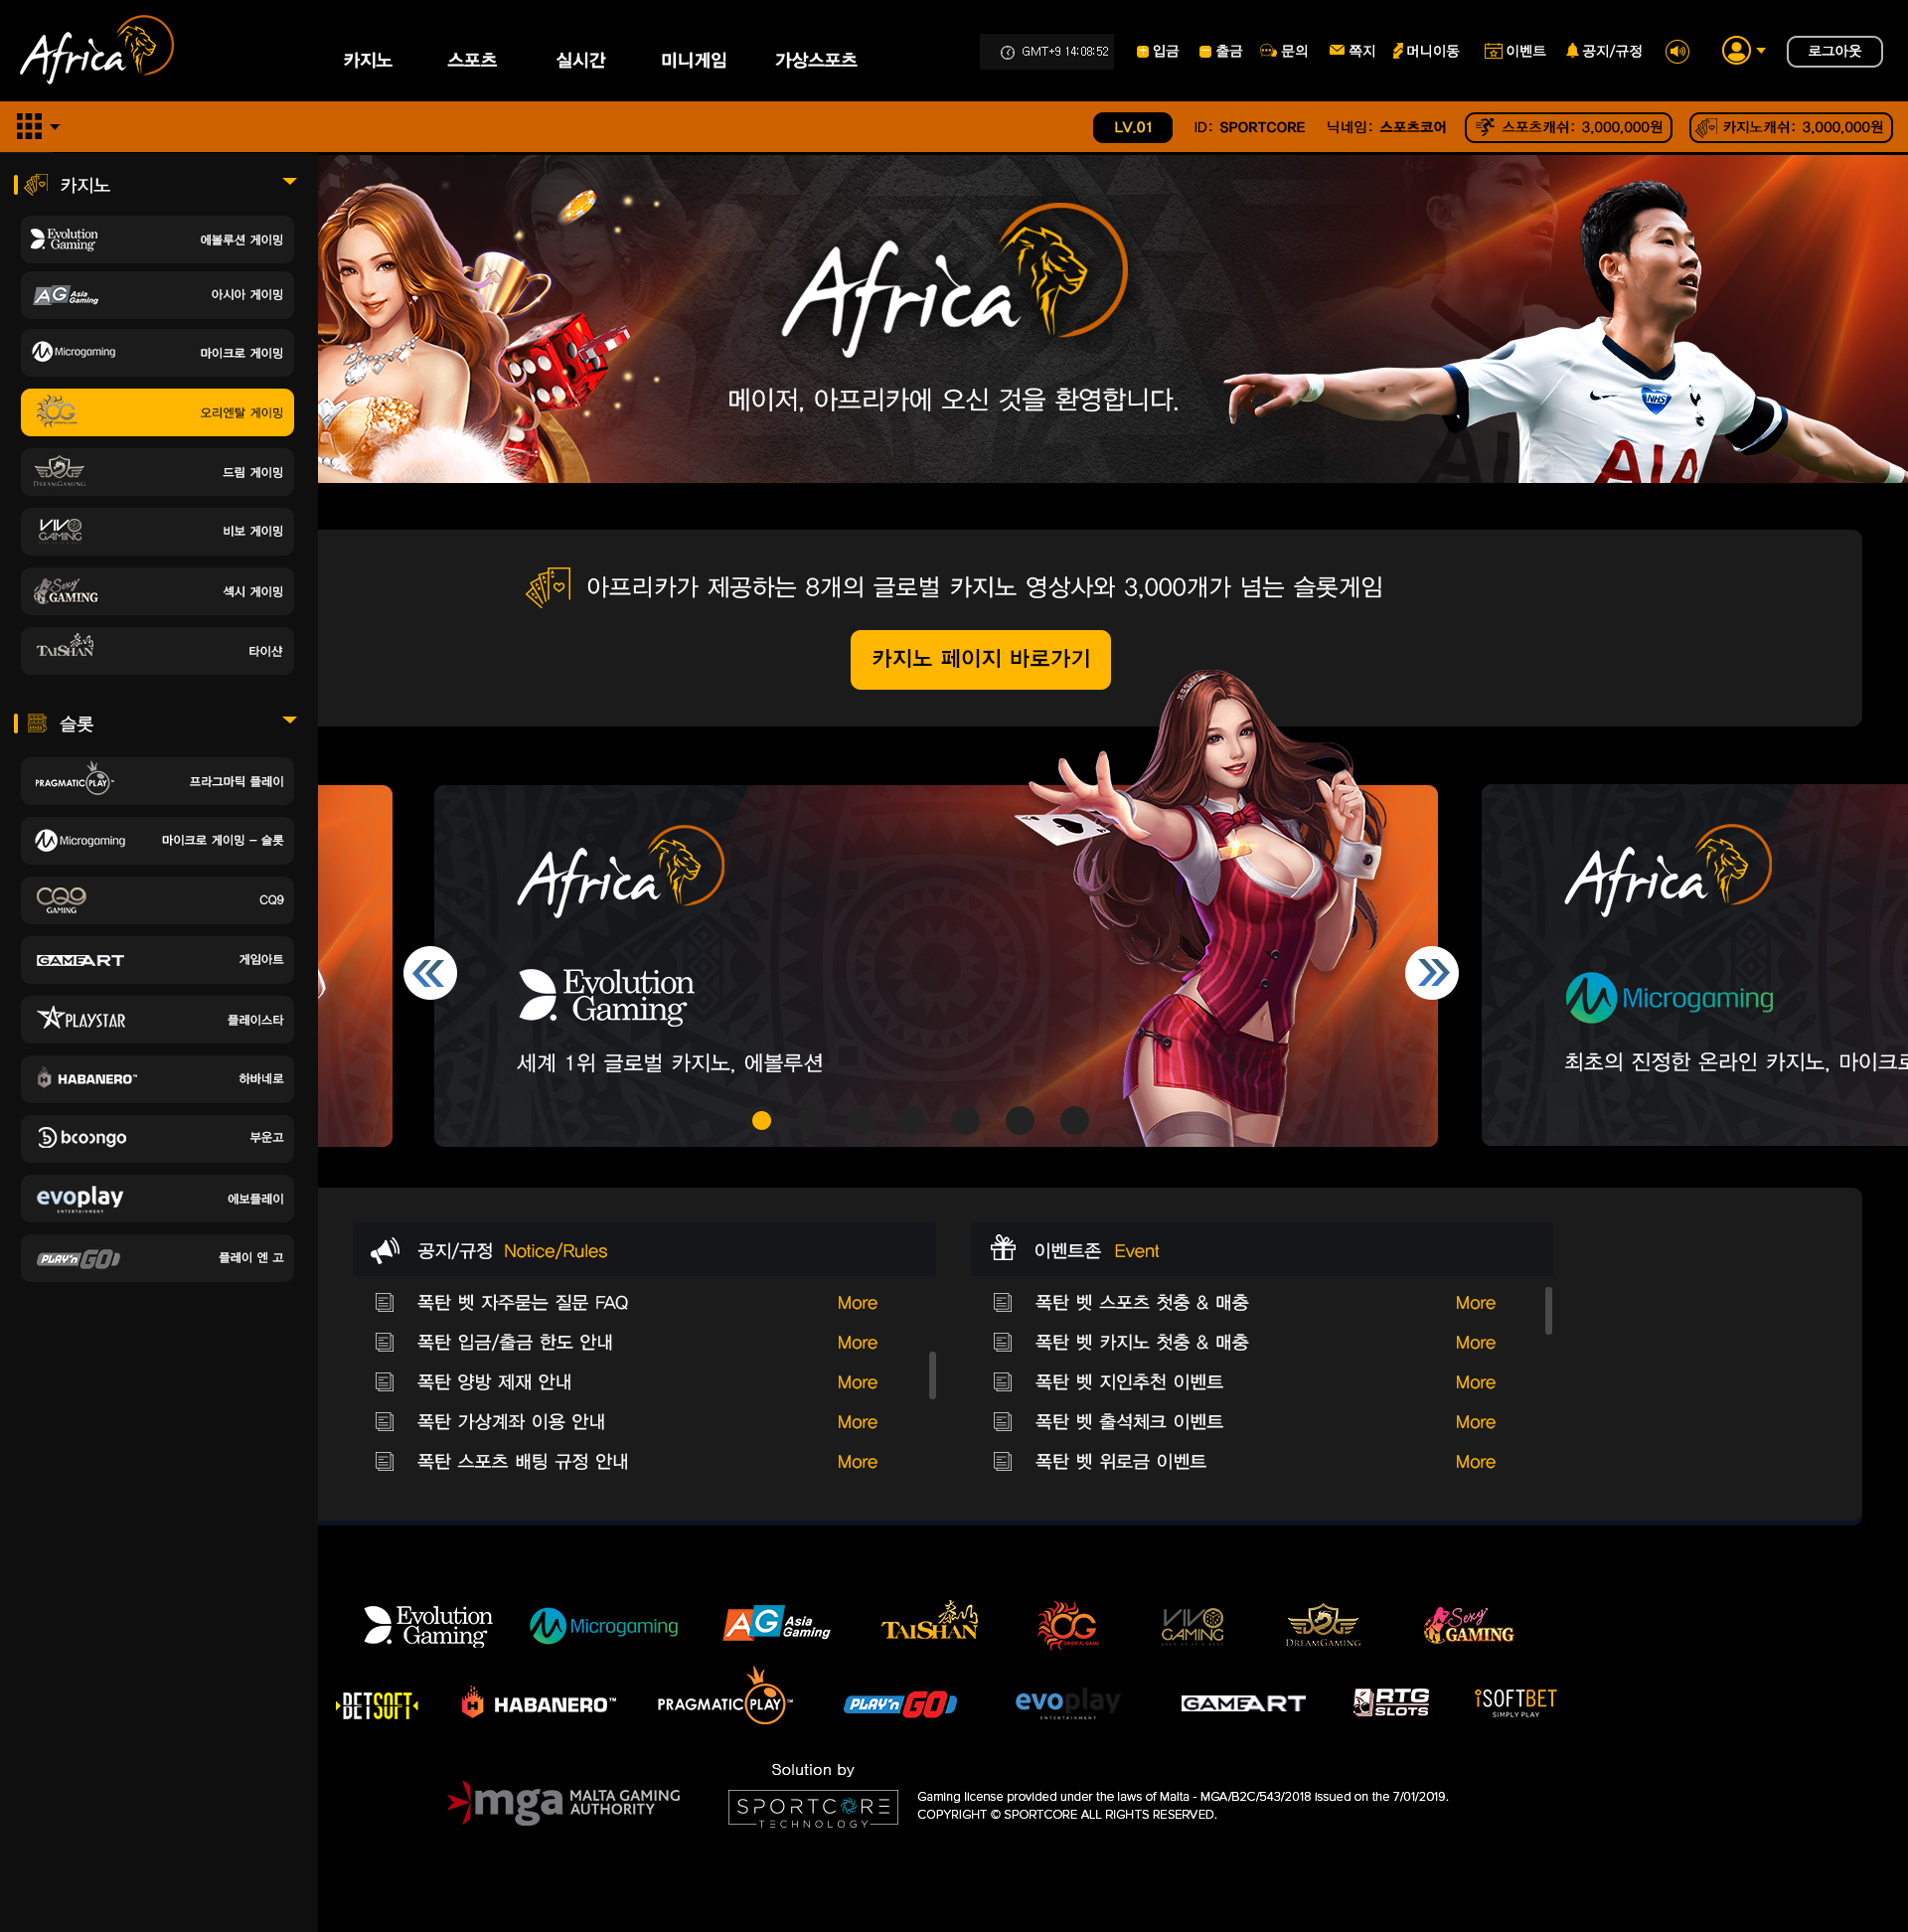 Africa
카지노 스포츠 실시간 미니게임 가상스포츠
GMT+9 14:08:52 입금 출금 문의 쪽지 머니이동 이벤트 공지/규정 로그아웃
LV.01 ID: SPORTCORE 닉네임: 스포츠코어 스포츠캐쉬: 3,000,000원 카지노캐쉬: 3,000,000원
카지노
Evolution Gaming 에볼루션 게이밍
AG Asia Gaming 아시아 게이밍
Microgaming 마이크로 게이밍
OG 오리엔탈 게이밍
DREAMGAMING 드림 게이밍
VIVO GAMING 비보 게이밍
Sexy GAMING 섹시 게이밍
TAISHAN 타이샨
슬롯
PRAGMATIC PLAY™ 프라그마틱 플레이
Microgaming 마이크로 게이밍 – 슬롯
CQ9 GAMING CQ9
GAMEART 게임아트
PLAYSTAR 플레이스타
HABANERO™ 하바네로
booongo 부운고
evoplay ENTERTAINMENT 에보플레이
PLAY'n GO 플레이 엔 고
Africa
메이저, 아프리카에 오신 것을 환영합니다.
NHS
AIA
아프리카가 제공하는 8개의 글로벌 카지노 영상사와 3,000개가 넘는 슬롯게임
카지노 페이지 바로가기
Africa
Evolution
Gaming
세계 1위 글로벌 카지노, 에볼루션
Africa
Microgaming
최초의 진정한 온라인 카지노, 마이크로
공지/규정 Notice/Rules
폭탄 벳 자주묻는 질문 FAQ More
폭탄 입금/출금 한도 안내 More
폭탄 양방 제재 안내 More
폭탄 가상계좌 이용 안내 More
폭탄 스포츠 배팅 규정 안내 More
이벤트존 Event
폭탄 벳 스포츠 첫충 & 매충 More
폭탄 벳 카지노 첫충 & 매충 More
폭탄 벳 지인추천 이벤트 More
폭탄 벳 출석체크 이벤트 More
폭탄 벳 위로금 이벤트 More
Evolution Gaming Microgaming AG Asia Gaming TAISHAN OG ORIENTAL GAME VIVO GAMING DREAMGAMING Sexy GAMING
BETSOFT HABANERO™ PRAGMATIC PLAY™ PLAY'n GO evoplay ENTERTAINMENT GAMEART RTG SLOTS iSOFTBET SIMPLY PLAY
mga MALTA GAMING AUTHORITY
Solution by
SPORTCORE
TECHNOLOGY
Gaming license provided under the laws of Malta - MGA/B2C/543/2018 issued on the 7/01/2019.
COPYRIGHT © SPORTCORE ALL RIGHTS RESERVED.